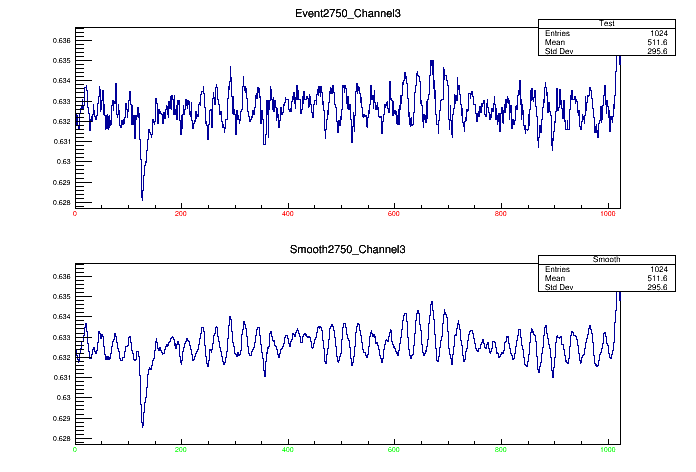 Event2750_Channel3
Test
Entries 1024
Mean 511.6
Std Dev 295.6
0.636
0.635
0.634
0.633
0.632
0.631
0.63
0.629
0.628
0 200 400 600 800 1000
Smooth2750_Channel3
Smooth
Entries 1024
Mean 511.6
Std Dev 295.6
0.636
0.635
0.634
0.633
0.632
0.631
0.63
0.629
0.628
0 200 400 600 800 1000